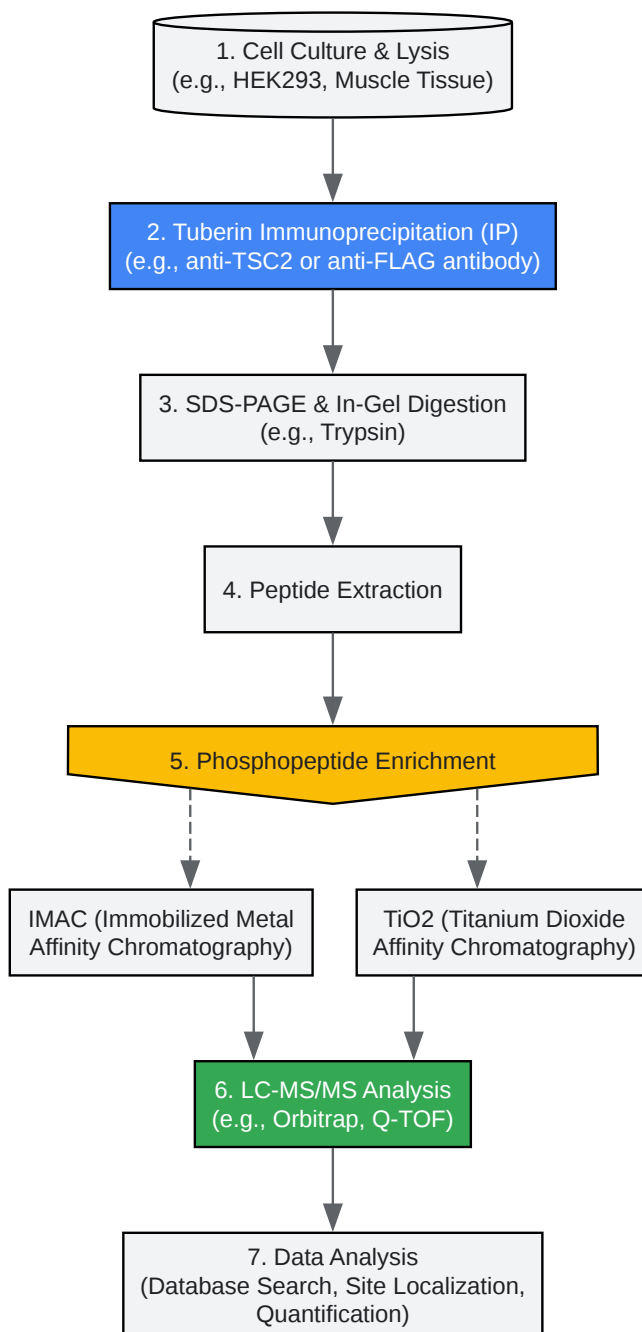 1. Cell Culture & Lysis
(e.g., HEK293, Muscle Tissue)
2. Tuberin Immunoprecipitation (IP)
(e.g., anti-TSC2 or anti-FLAG antibody)
3. SDS-PAGE & In-Gel Digestion
(e.g., Trypsin)
4. Peptide Extraction
5. Phosphopeptide Enrichment
IMAC (Immobilized Metal
Affinity Chromatography)
TiO2 (Titanium Dioxide
Affinity Chromatography)
6. LC-MS/MS Analysis
(e.g., Orbitrap, Q-TOF)
7. Data Analysis
(Database Search, Site Localization,
Quantification)